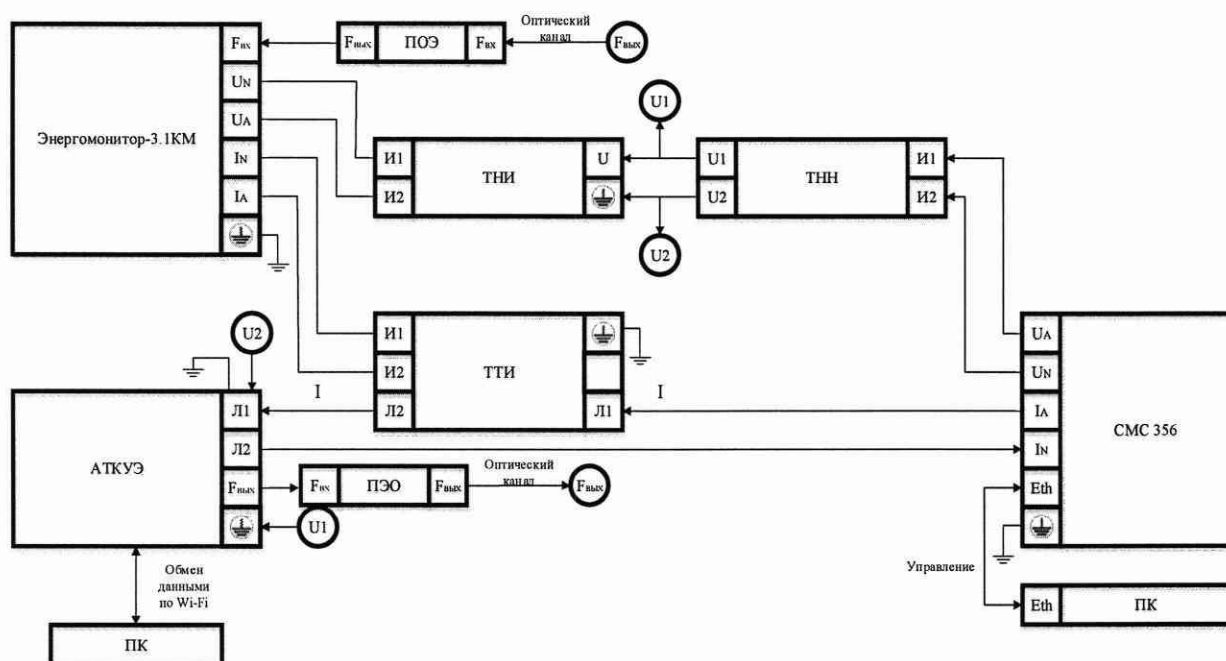 Fвх
Fвых
ПОЭ
Fвх
Оптический
канал
Fвых
UN
UA
IN
IA
Энергомонитор-3.1КМ
U1
И1
И2
ТНИ
U
U1
U2
ТНН
И1
И2
U2
U2
И1
И2
Л2
ТТИ
Л1
I
I
UA
UN
IA
IN
Eth
СМС 356
Л1
Л2
Fвых
АТКУЭ
Fвх
ПЭО
Fвых
Оптический
канал
Fвых
U1
Обмен
данными
по Wi-Fi
ПК
Управление
Eth
ПК